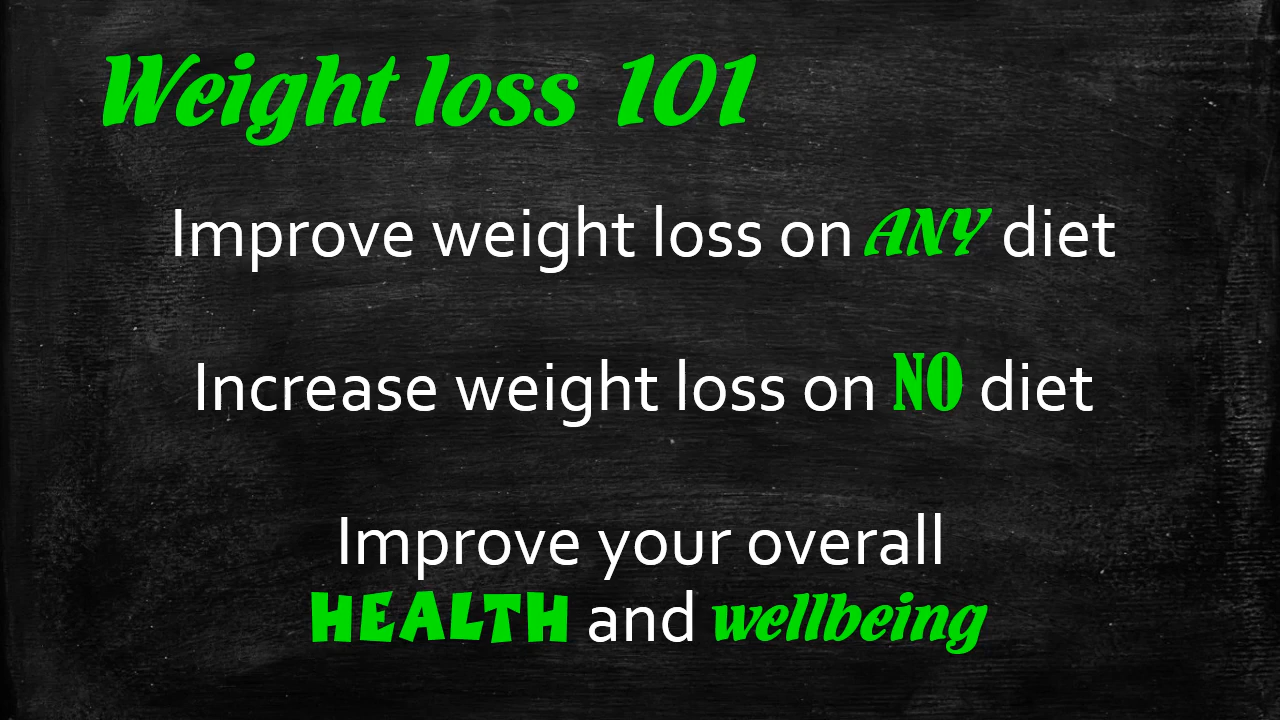 Weight loss 101
Improve weight loss on ANY diet
Increase weight loss on NO diet
Improve your overall
HEALTH and wellbeing